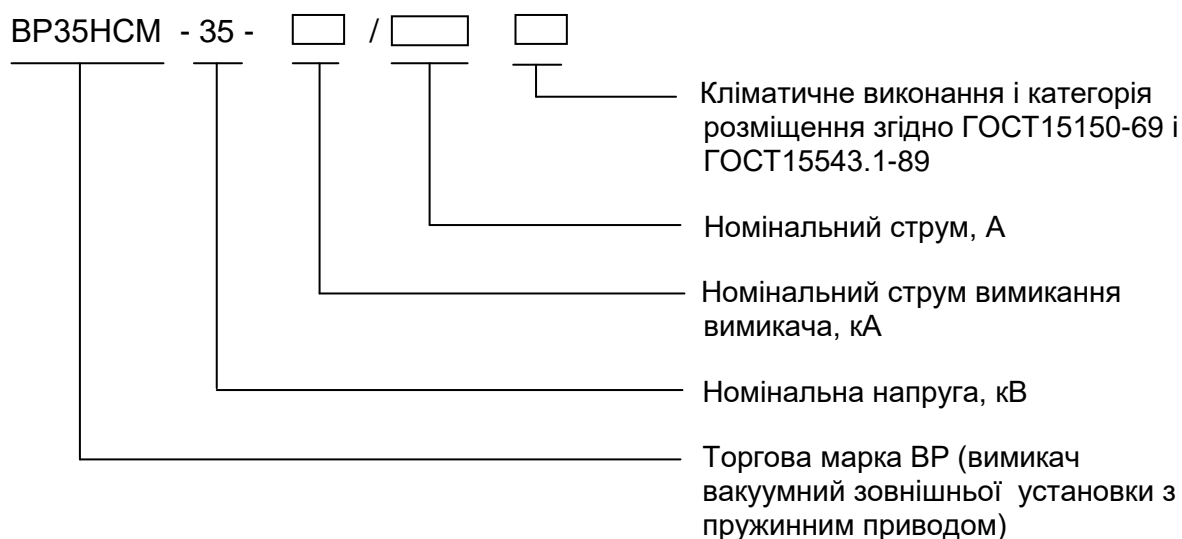 ВР35НСМ - 35 - /
Кліматичне виконання і категорія
розміщення згідно ГОСТ15150-69 і
ГОСТ15543.1-89
Номінальний струм, А
Номінальний струм вимикання
вимикача, кА
Номінальна напруга, кВ
Торгова марка ВР (вимикач
вакуумний зовнішньої установки з
пружинним приводом)